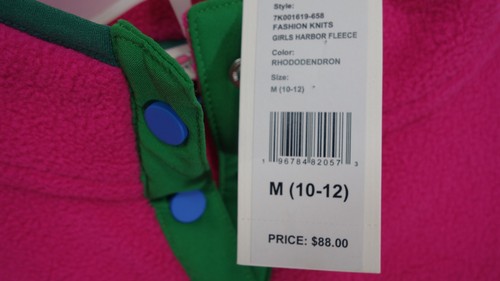 Style:
7K001619-658
FASHION KNITS
GIRLS HARBOR FLEECE
Color:
RHODODENDRON
Size:
M (10-12)
1 96784 82057 3
M (10-12)
PRICE: $88.00